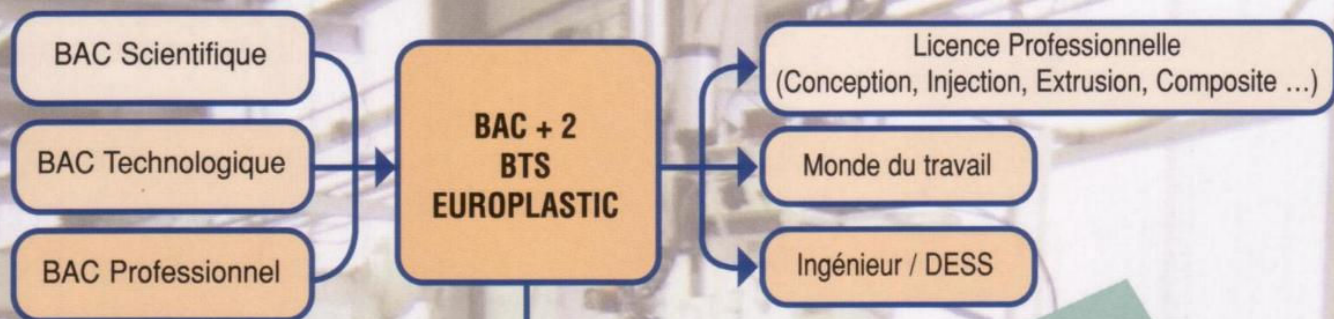 BAC Scientifique
BAC Technologique
BAC Professionnel
BAC + 2
BTS
EUROPLASTIC
Licence Professionnelle
(Conception, Injection, Extrusion, Composite ...)
Monde du travail
Ingénieur / DESS